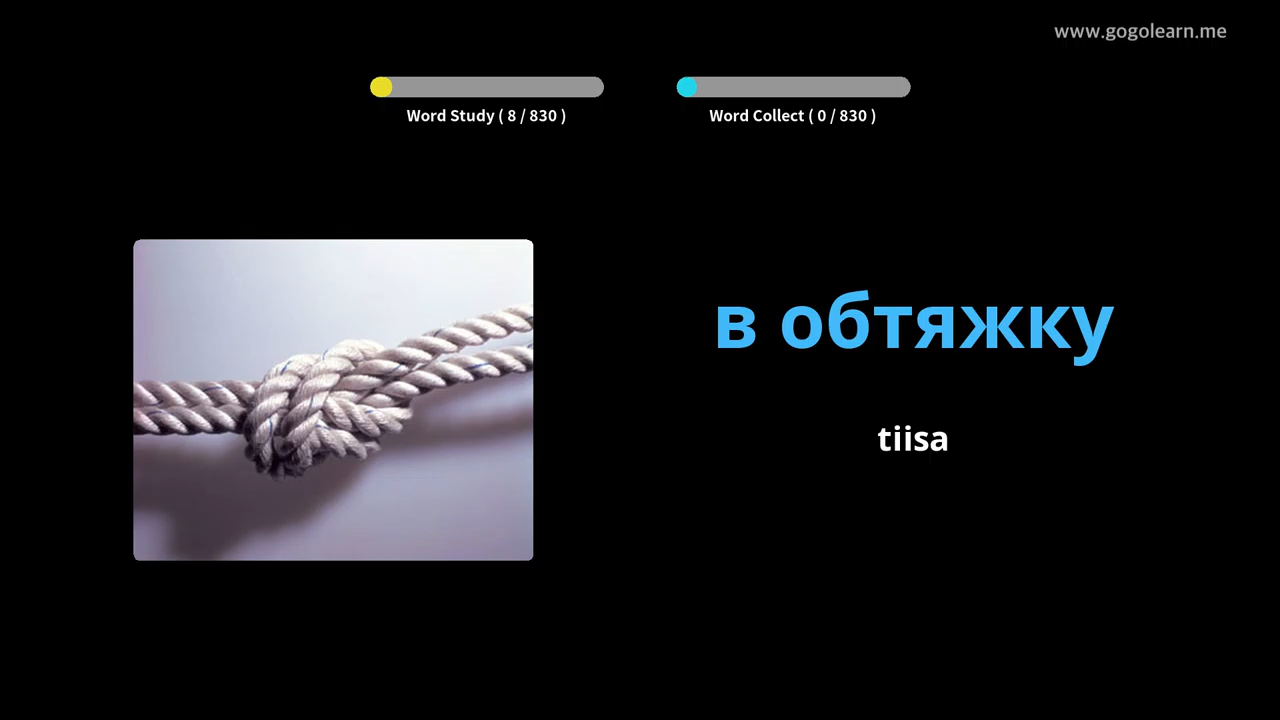 www.gogolearn.me
Word Study ( 8 / 830 )
Word Collect ( 0 / 830 )
в обтяжку
tiisa